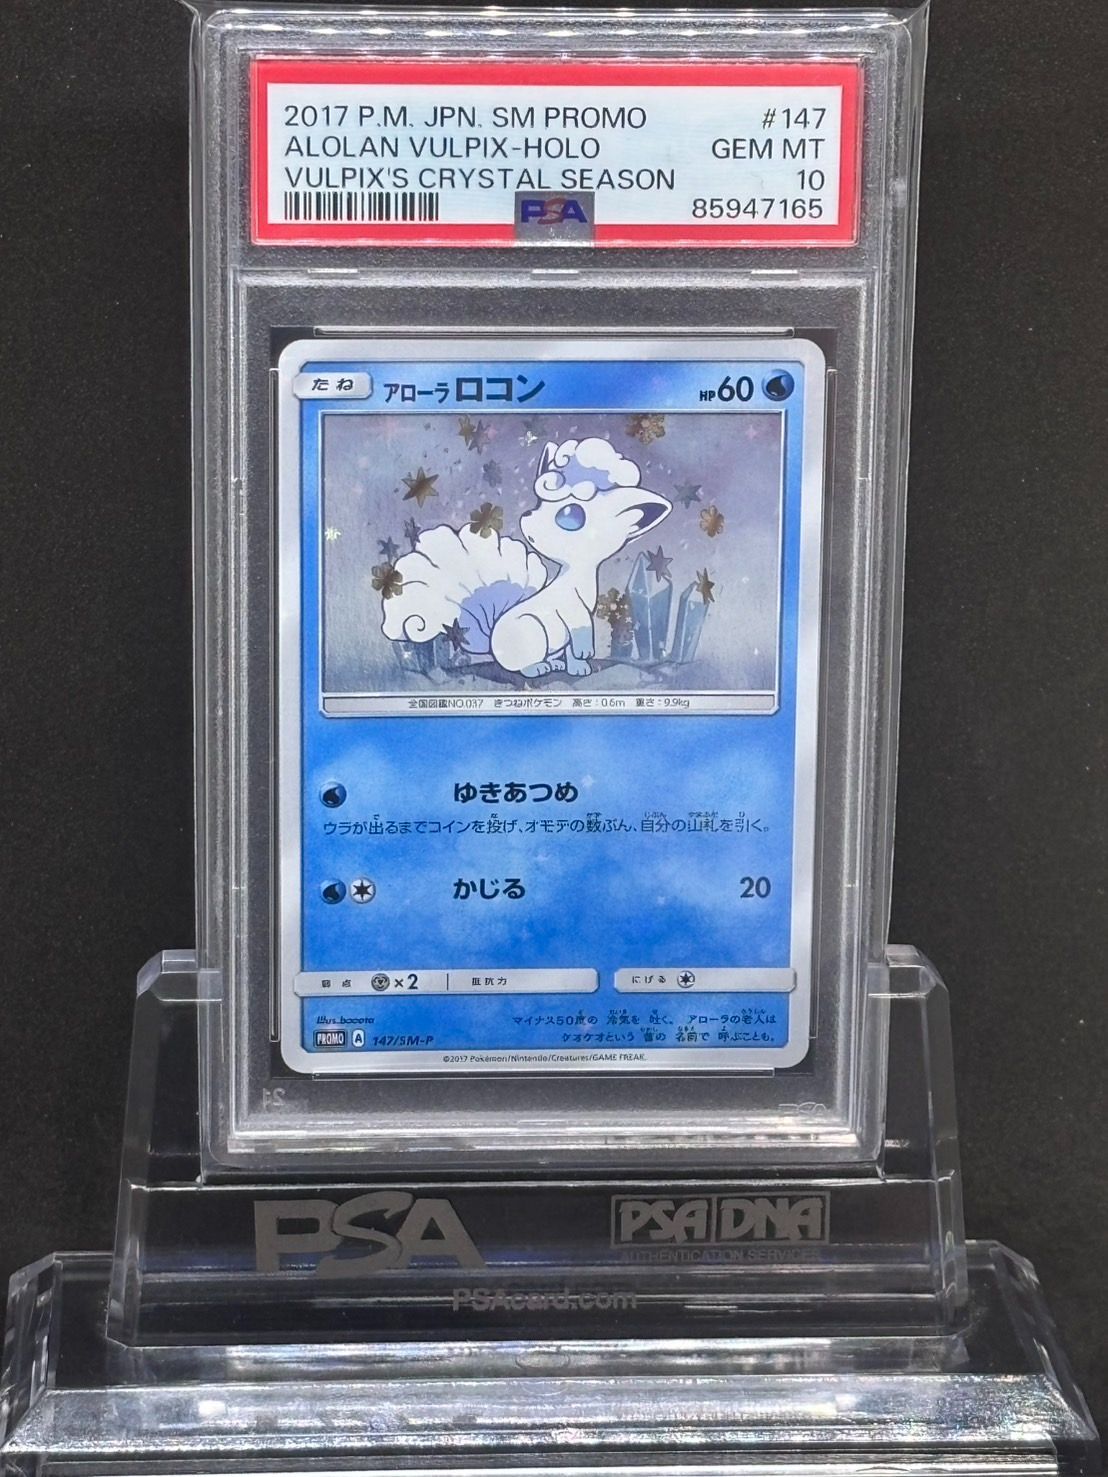 2017 P.M. JPN. SM PROMO #147
ALOLAN VULPIX-HOLO GEM MT
VULPIX'S CRYSTAL SEASON 10
PSA 85947165
たね アローラ ロコン HP60
全国図鑑NO.037 きつねポケモン 高さ:0.6m 重さ:9.9kg
ゆきあつめ
ウラが出るまでコインを投げ、オモテの数ぶん、自分の山札を引く。
かじる 20
弱点 ×2 抵抗力 にげる
illus. bacota マイナス50度の 冷気を 吐く。 アローラの老人は
PROMO A 147/SM-P ケオケオという 昔の 名前で 呼ぶことも。
©2017 Pokémon/Nintendo/Creatures/GAME FREAK.
PSA PSA DNA
AUTHENTICATION SERVICES
PSAcard.com